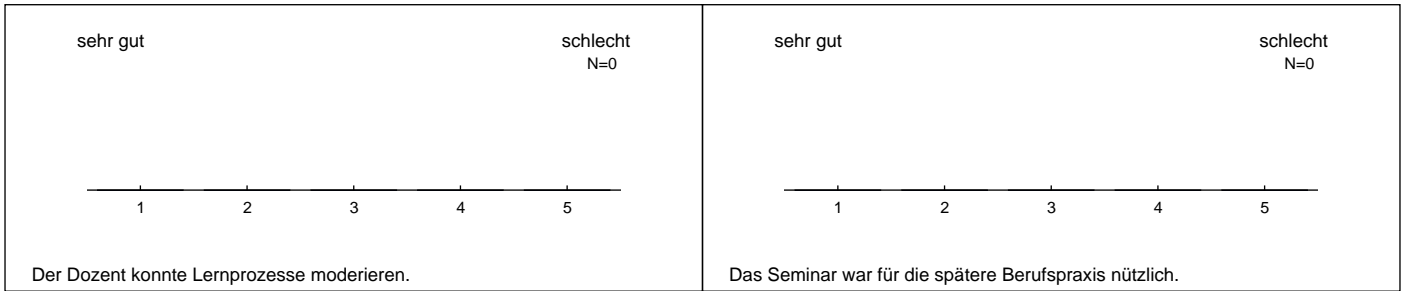 sehr gut schlecht
N=0
1 2 3 4 5
Der Dozent konnte Lernprozesse moderieren.
sehr gut schlecht
N=0
1 2 3 4 5
Das Seminar war für die spätere Berufspraxis nützlich.